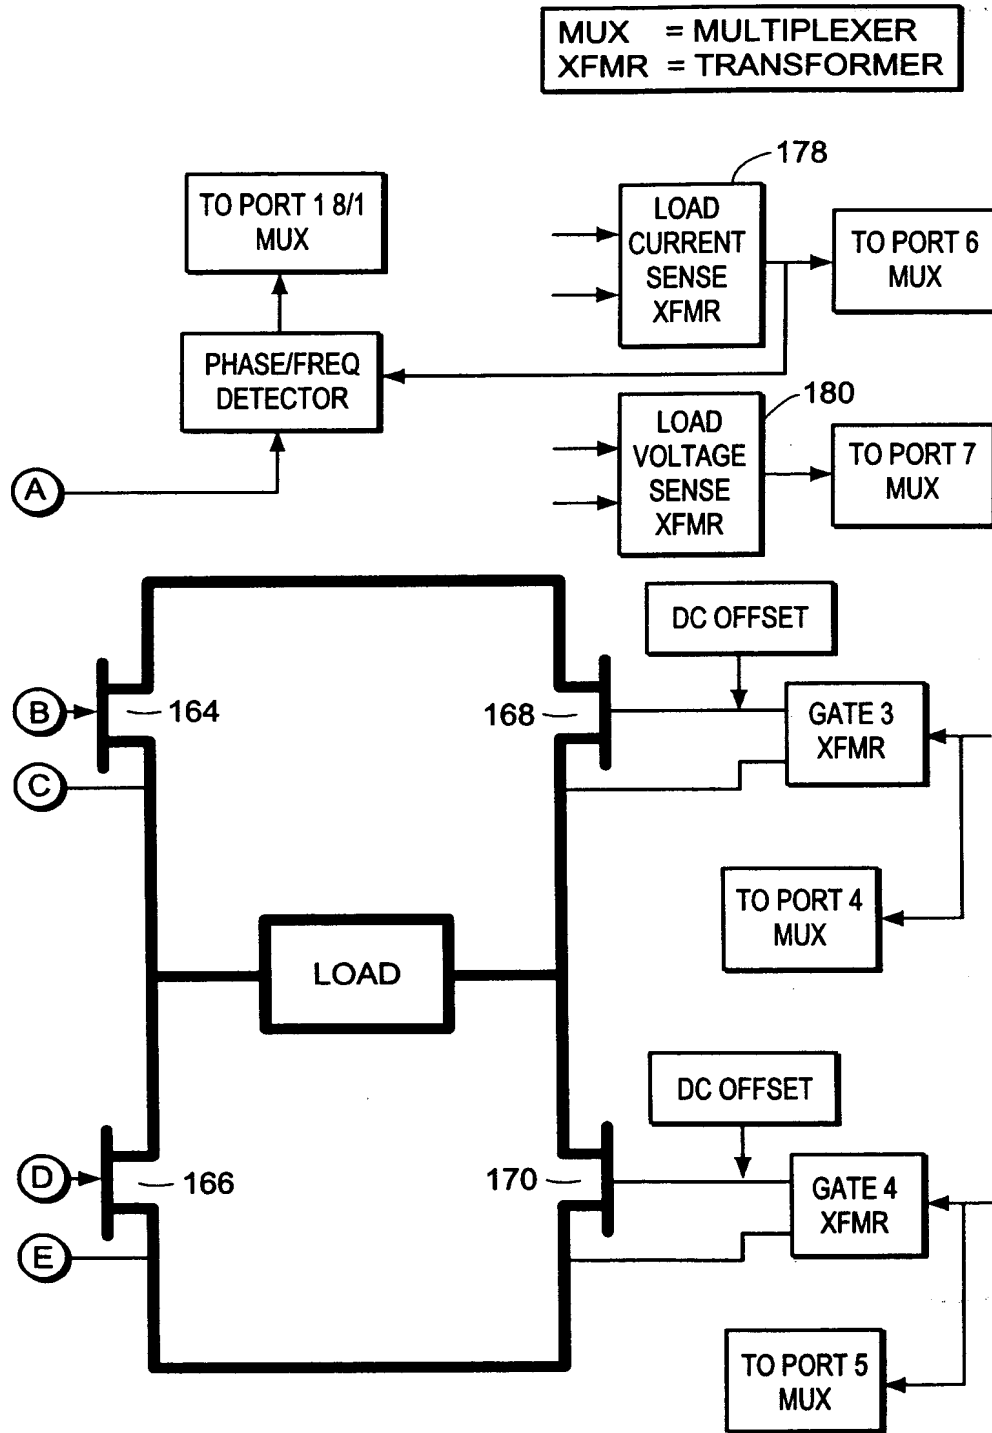 MUX = MULTIPLEXER
XFMR = TRANSFORMER
178
TO PORT 1 8/1
MUX
LOAD
CURRENT
SENSE
XFMR
TO PORT 6
MUX
PHASE/FREQ
DETECTOR
180
LOAD
VOLTAGE
SENSE
XFMR
TO PORT 7
MUX
A
DC OFFSET
B
164
168
GATE 3
XFMR
C
TO PORT 4
MUX
LOAD
DC OFFSET
D
166
170
GATE 4
XFMR
E
TO PORT 5
MUX